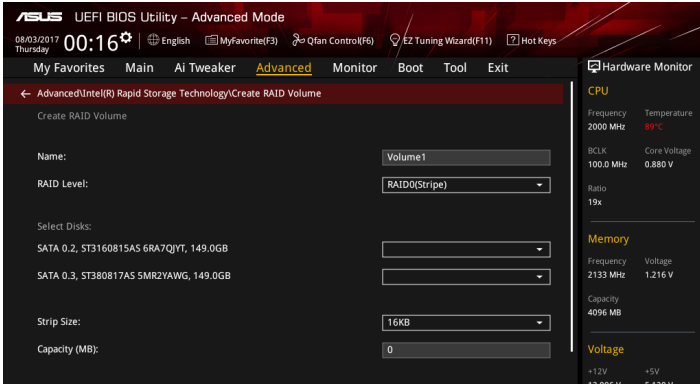 ASUS UEFI BIOS Utility – Advanced Mode
08/03/2017 Thursday 00:16 English MyFavorite(F3) Qfan Control(F6) EZ Tuning Wizard(F11) ? Hot Keys
My Favorites Main Ai Tweaker Advanced Monitor Boot Tool Exit
Hardware Monitor
← Advanced\Intel(R) Rapid Storage Technology\Create RAID Volume
Create RAID Volume
Name: Volume1
RAID Level: RAID0(Stripe)
Select Disks:
SATA 0.2, ST3160815AS 6RA7QJYT, 149.0GB
SATA 0.3, ST380817AS 5MR2YAWG, 149.0GB
Strip Size: 16KB
Capacity (MB): 0
CPU
Frequency Temperature
2000 MHz 89°C
BCLK Core Voltage
100.0 MHz 0.880 V
Ratio
19x
Memory
Frequency Voltage
2133 MHz 1.216 V
Capacity
4096 MB
Voltage
+12V +5V